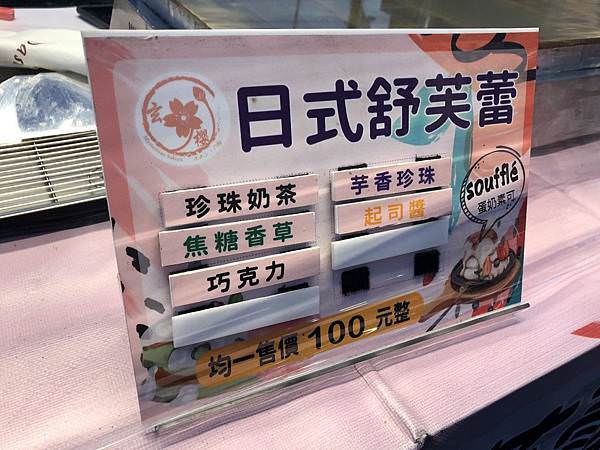 玄櫻
日式舒芙蕾
珍珠奶茶
焦糖香草
巧克力
芋香珍珠
起司醬
soufflé
蛋奶素可
均一售價 100 元整